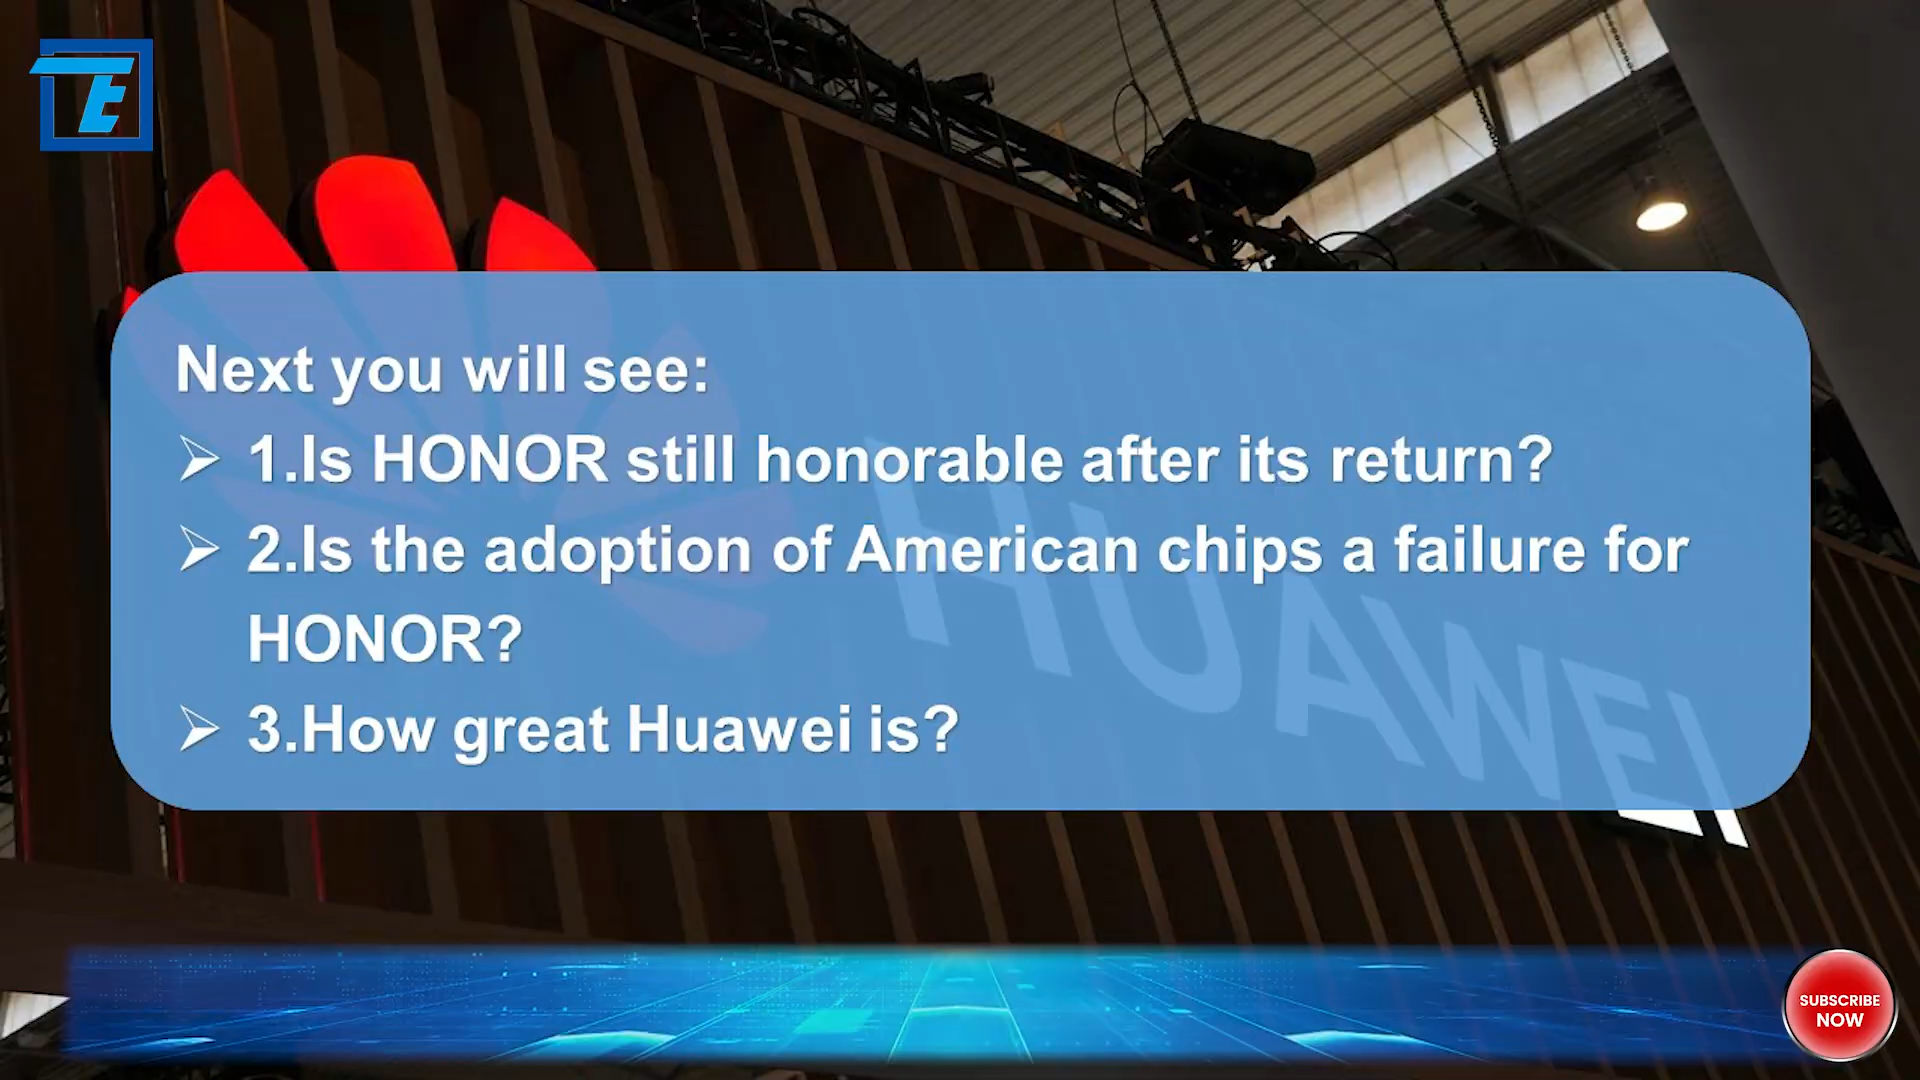 TE
Next you will see:
➢ 1.Is HONOR still honorable after its return?
➢ 2.Is the adoption of American chips a failure for
HONOR?
➢ 3.How great Huawei is?
HUAWEI
SUBSCRIBE
NOW